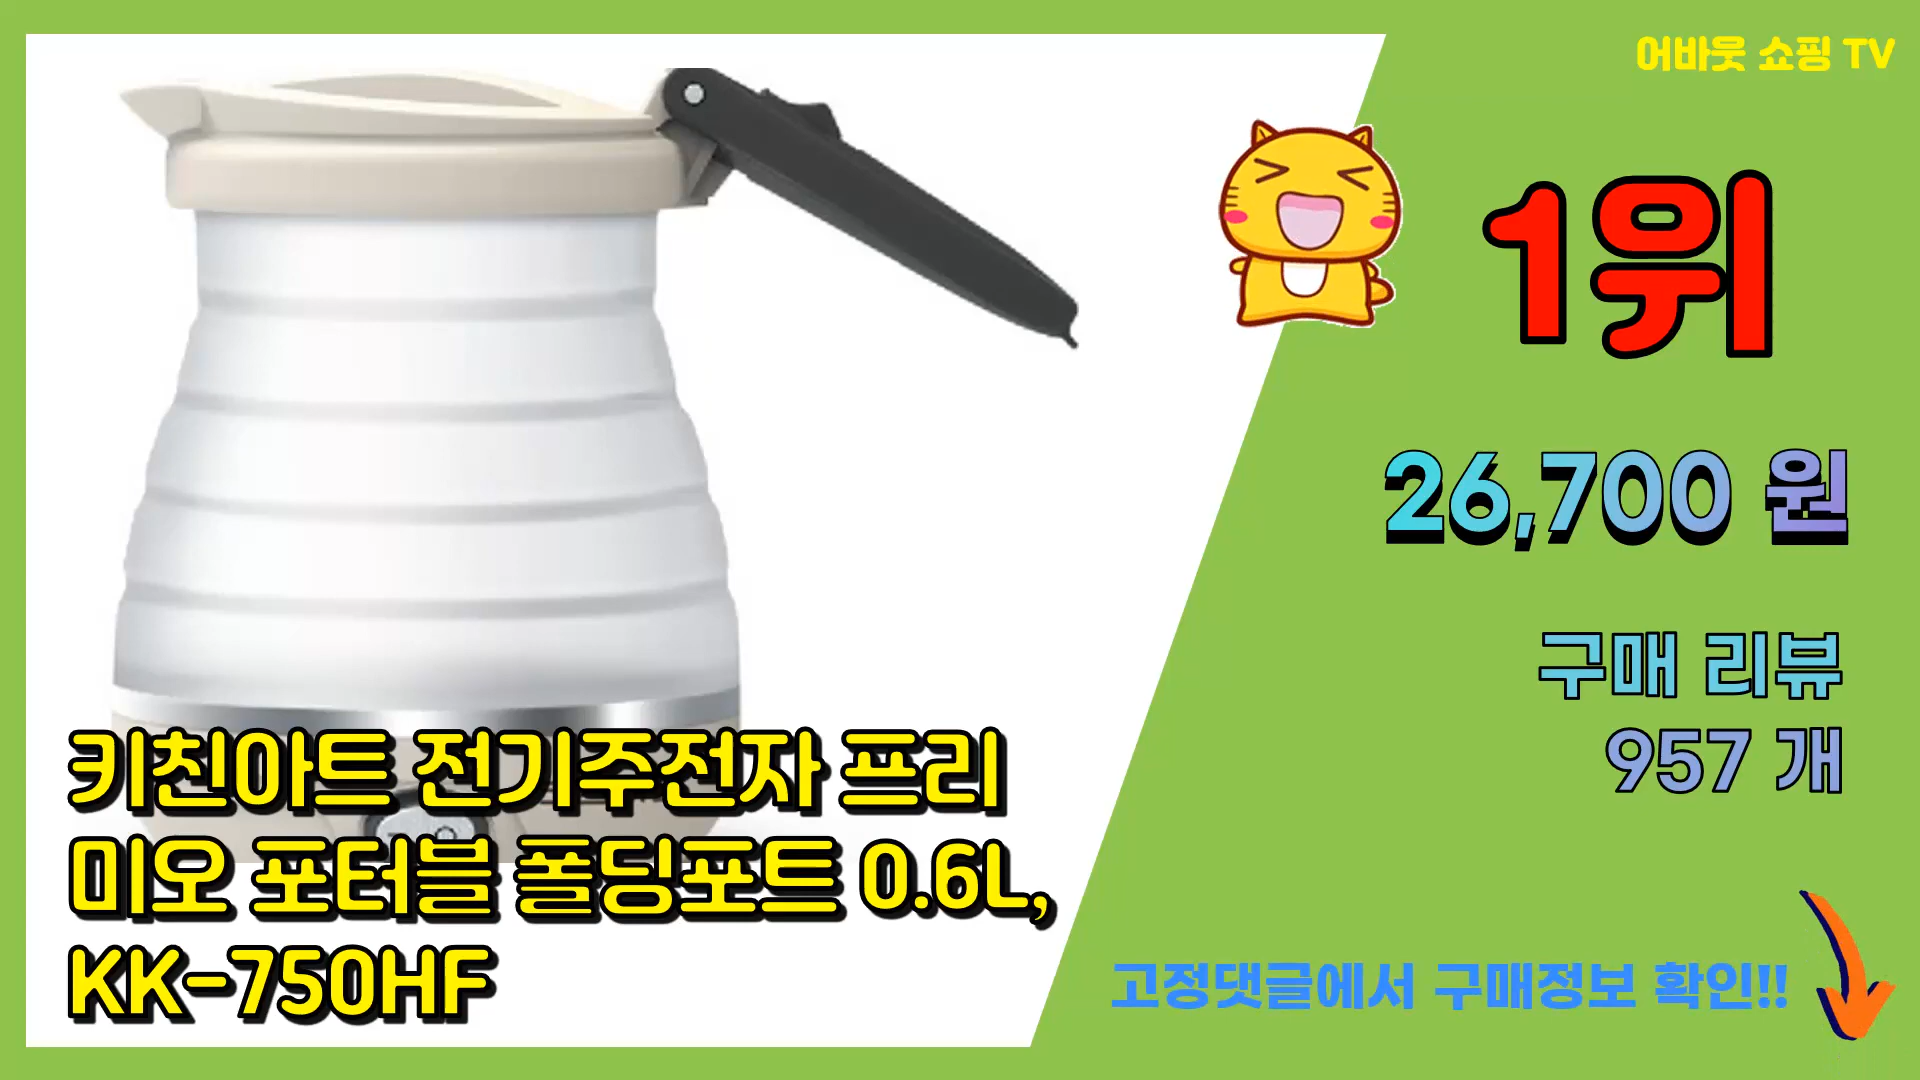 어바웃 쇼핑 TV
1위
26,700 원
구매 리뷰
957 개
키친아트 전기주전자 프리
미오 포터블 폴딩포트 0.6L,
KK-750HF
고정댓글에서 구매정보 확인!!